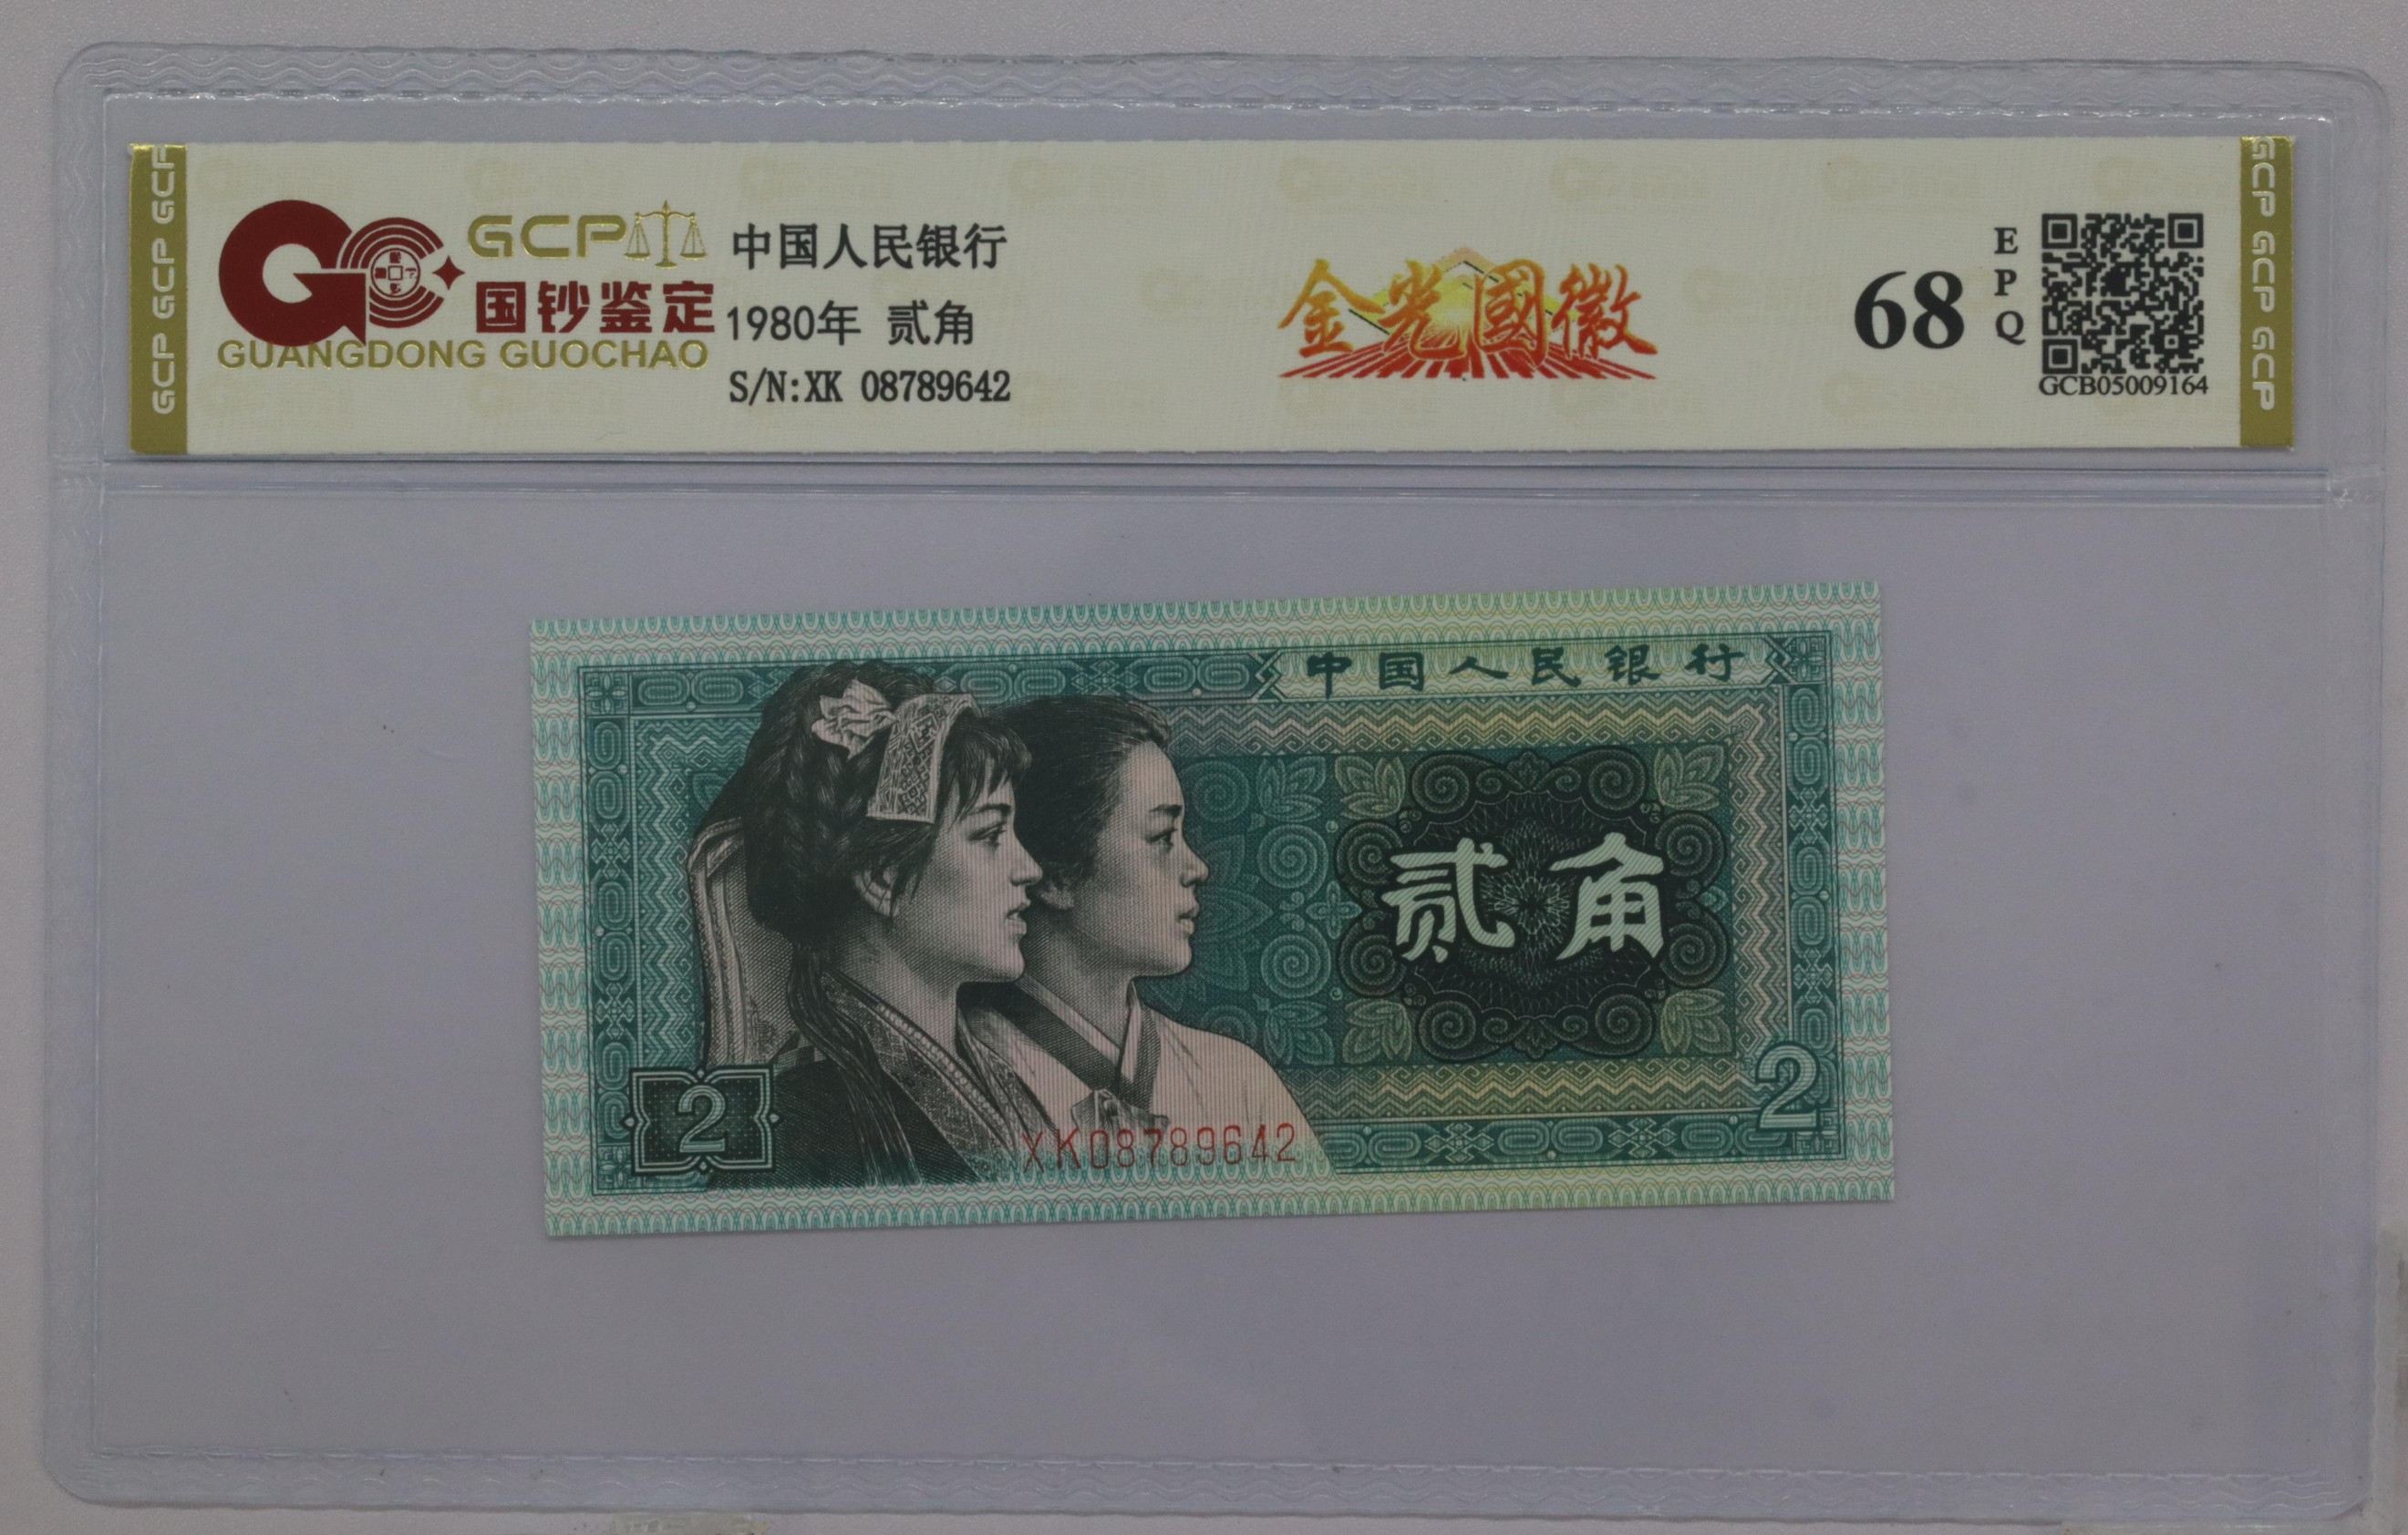 GCP GCP GCP
GCP
国钞鉴定
GUANGDONG GUOCHAO
中国人民银行
1980年 贰角
S/N:XK 08789642
金光國徽
68
EPQ
GCB05009164
GCP GCP GCP
中国人民银行
贰角
2
XK08789642
2